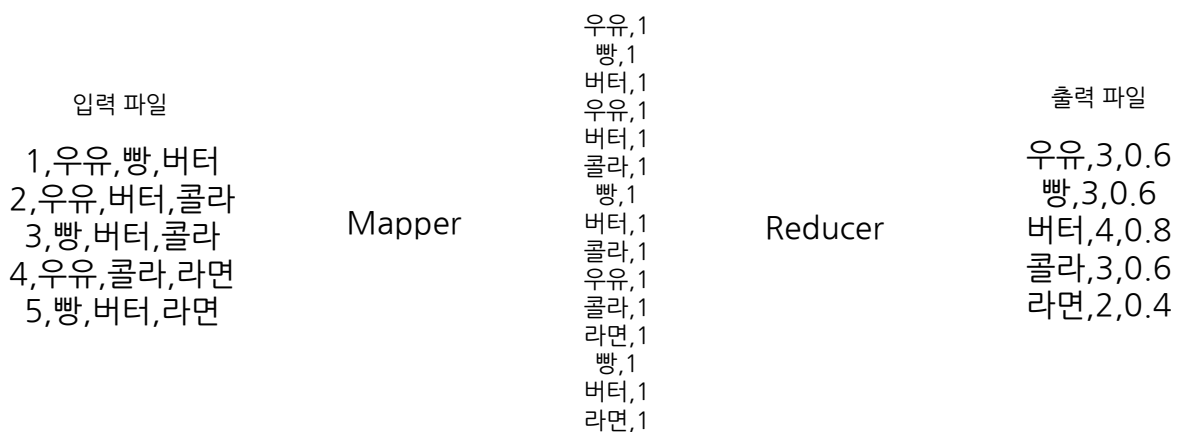 입력 파일
1,우유,빵,버터
2,우유,버터,콜라
3,빵,버터,콜라
4,우유,콜라,라면
5,빵,버터,라면
Mapper
우유,1
빵,1
버터,1
우유,1
버터,1
콜라,1
빵,1
버터,1
콜라,1
우유,1
콜라,1
라면,1
빵,1
버터,1
라면,1
Reducer
출력 파일
우유,3,0.6
빵,3,0.6
버터,4,0.8
콜라,3,0.6
라면,2,0.4